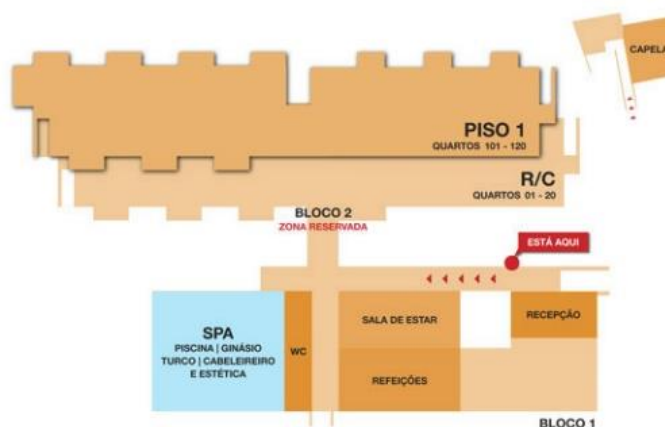 CAPELA
PISO 1
QUARTOS 101 - 120
R/C
QUARTOS 01 - 20
BLOCO 2
ZONA RESERVADA
ESTÁ AQUI
SPA
PISCINA | GINÁSIO
TURCO | CABELEIREIRO
E ESTÉTICA
WC
SALA DE ESTAR
RECEPÇÃO
REFEIÇÕES
BLOCO 1